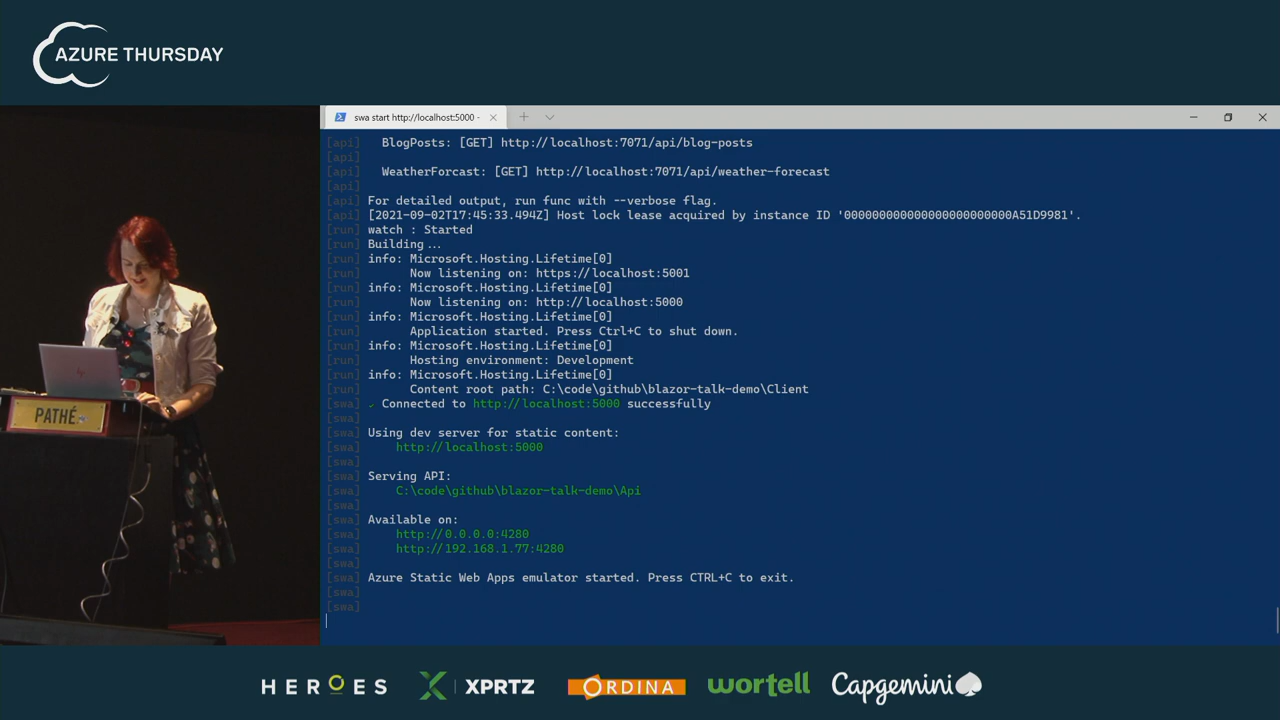 AZURE THURSDAY
swa start http://localhost:5000 -
[api] BlogPosts: [GET] http://localhost:7071/api/blog-posts
[api]
[api] WeatherForcast: [GET] http://localhost:7071/api/weather-forecast
[api]
[api] For detailed output, run func with --verbose flag.
[api] [2021-09-02T17:45:33.494Z] Host lock lease acquired by instance ID '000000000000000000000000A51D9981'.
[run] watch : Started
[run] Building...
[run] info: Microsoft.Hosting.Lifetime[0]
[run] Now listening on: https://localhost:5001
[run] info: Microsoft.Hosting.Lifetime[0]
[run] Now listening on: http://localhost:5000
[run] info: Microsoft.Hosting.Lifetime[0]
[run] Application started. Press Ctrl+C to shut down.
[run] info: Microsoft.Hosting.Lifetime[0]
[run] Hosting environment: Development
[run] info: Microsoft.Hosting.Lifetime[0]
[run] Content root path: C:\code\github\blazor-talk-demo\Client
[swa] ✓ Connected to http://localhost:5000 successfully
[swa]
[swa] Using dev server for static content:
[swa] http://localhost:5000
[swa]
[swa] Serving API:
[swa] C:\code\github\blazor-talk-demo\Api
[swa]
[swa] Available on:
[swa] http://0.0.0.0:4280
[swa] http://192.168.1.77:4280
[swa]
[swa] Azure Static Web Apps emulator started. Press CTRL+C to exit.
[swa]
[swa]
PATHÉ
HEROES
XPRTZ
ORDINA
wortell
Capgemini